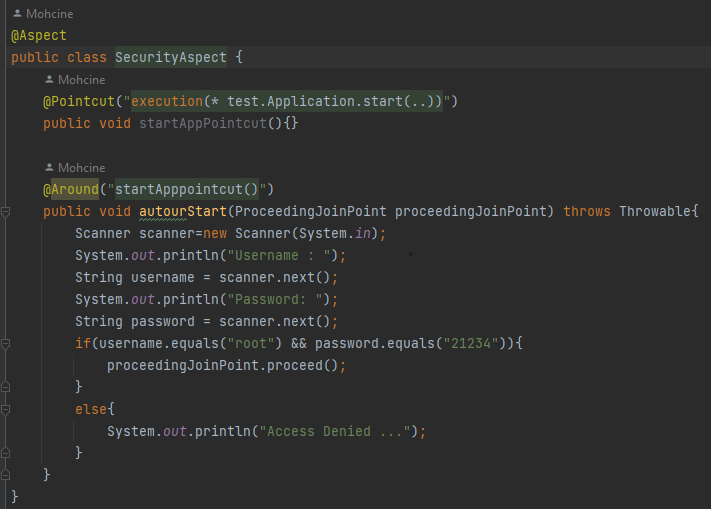 Mohcine
@Aspect
public class SecurityAspect {
Mohcine
@Pointcut("execution(* test.Application.start(..))")
public void startAppPointcut(){}
Mohcine
@Around("startApppointcut()")
public void autourStart(ProceedingJoinPoint proceedingJoinPoint) throws Throwable{
Scanner scanner=new Scanner(System.in);
System.out.println("Username : ");
String username = scanner.next();
System.out.println("Password: ");
String password = scanner.next();
if(username.equals("root") && password.equals("21234")){
proceedingJoinPoint.proceed();
}
else{
System.out.println("Access Denied ...");
}
}
}